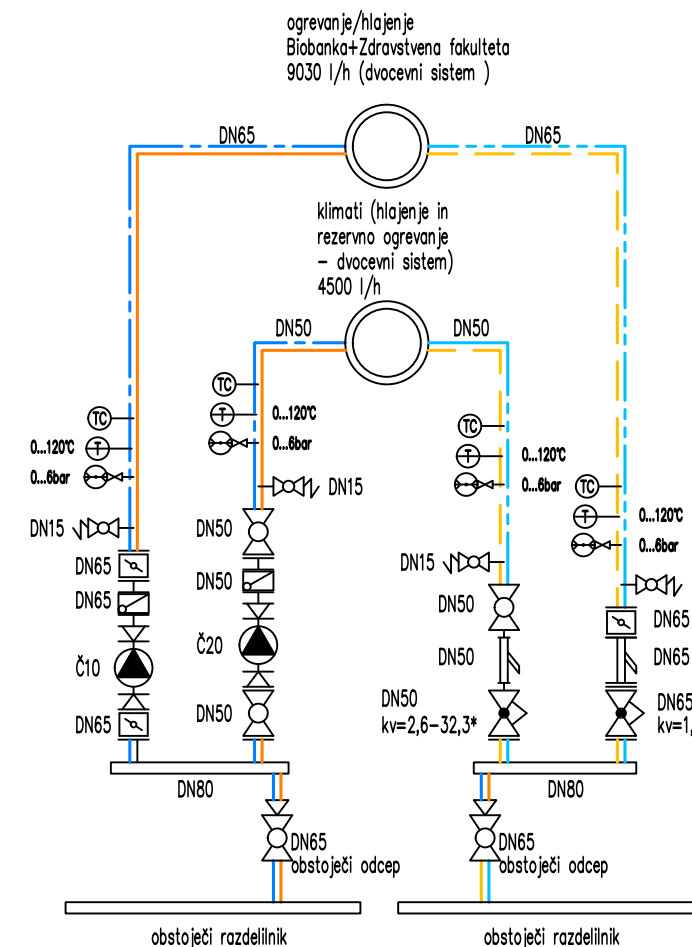 ogrevanje/hlajenje
Biobanka+Zdravstvena fakulteta
9030 l/h (dvocevni sistem )
DN65
DN65
klimati (hlajenje in
rezervno ogrevanje
- dvocevni sistem)
4500 l/h
DN50
DN50
TC
T
0...120°C
0...6bar
TC
0...120°C
T
0...6bar
TC
T
0...120°C
0...6bar
TC
T
0...120°C
0...6bar
DN15
DN15
DN50
DN65
DN50
DN65
Č10
Č20
DN65
DN50
DN15
DN50
DN65
DN50
DN65
DN50
kv=2,6-32,3*
DN65
kv=1,
DN80
DN80
DN65
obstoječi odcep
DN65
obstoječi odcep
obstoječi razdelilnik
obstoječi razdelilnik